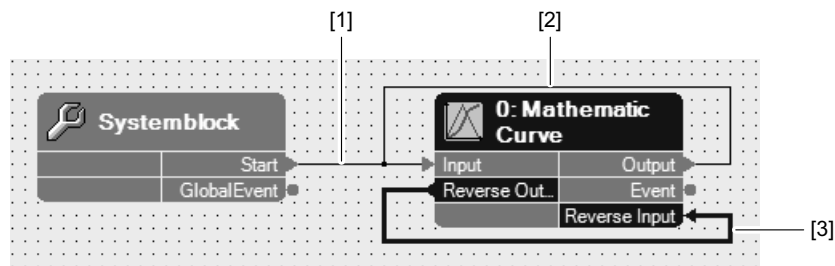 [1]
[2]
Systemblock
Start
GlobalEvent
0: Mathematic
Curve
Input
Output
Reverse Out...
Event
Reverse Input
[3]